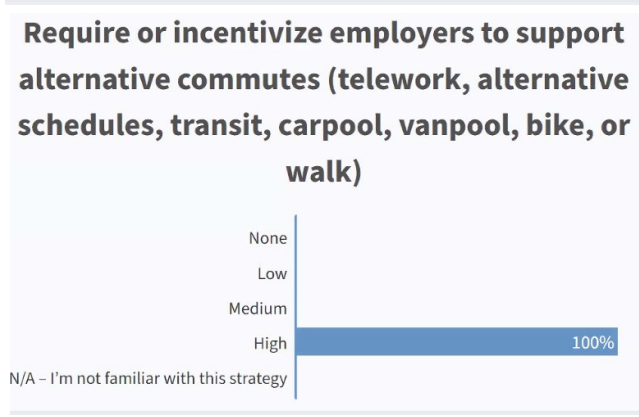 Require or incentivize employers to support
alternative commutes (telework, alternative
schedules, transit, carpool, vanpool, bike, or
walk)
None
Low
Medium
High 100%
N/A – I’m not familiar with this strategy